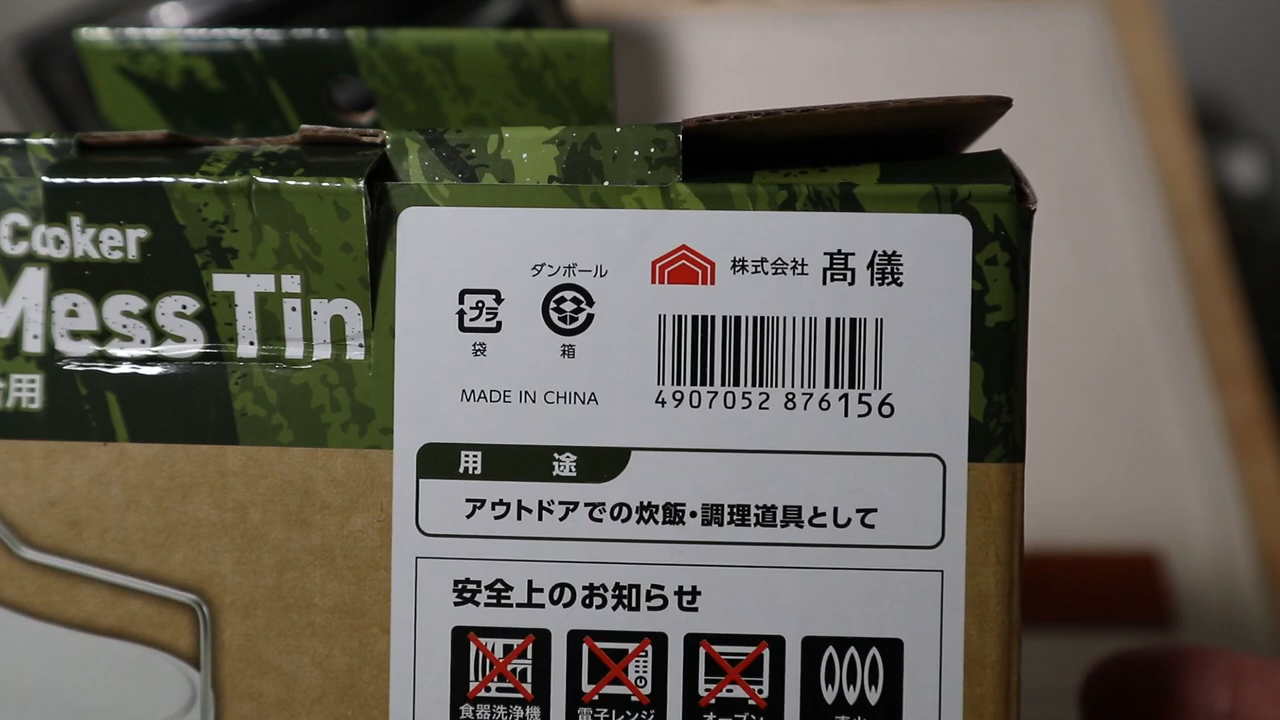 Cooker
Mess Tin
用
ダンボール
プラ
袋
箱
MADE IN CHINA
株式会社 髙儀
4907052 876156
用 途
アウトドアでの炊飯・調理道具として
安全上のお知らせ
食器洗浄機
電子レンジ
オーブン